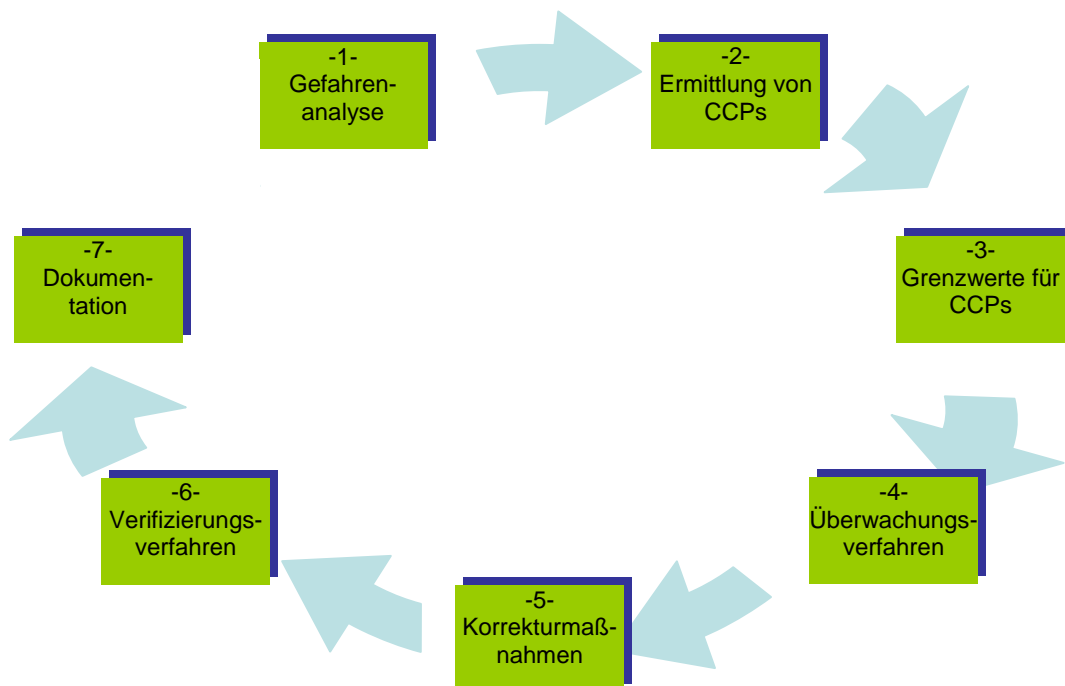 -1-
Gefahren-
analyse
-2-
Ermittlung von
CCPs
-3-
Grenzwerte für
CCPs
-4-
Überwachungs-
verfahren
-5-
Korrekturmaß-
nahmen
-6-
Verifizierungs-
verfahren
-7-
Dokumen-
tation